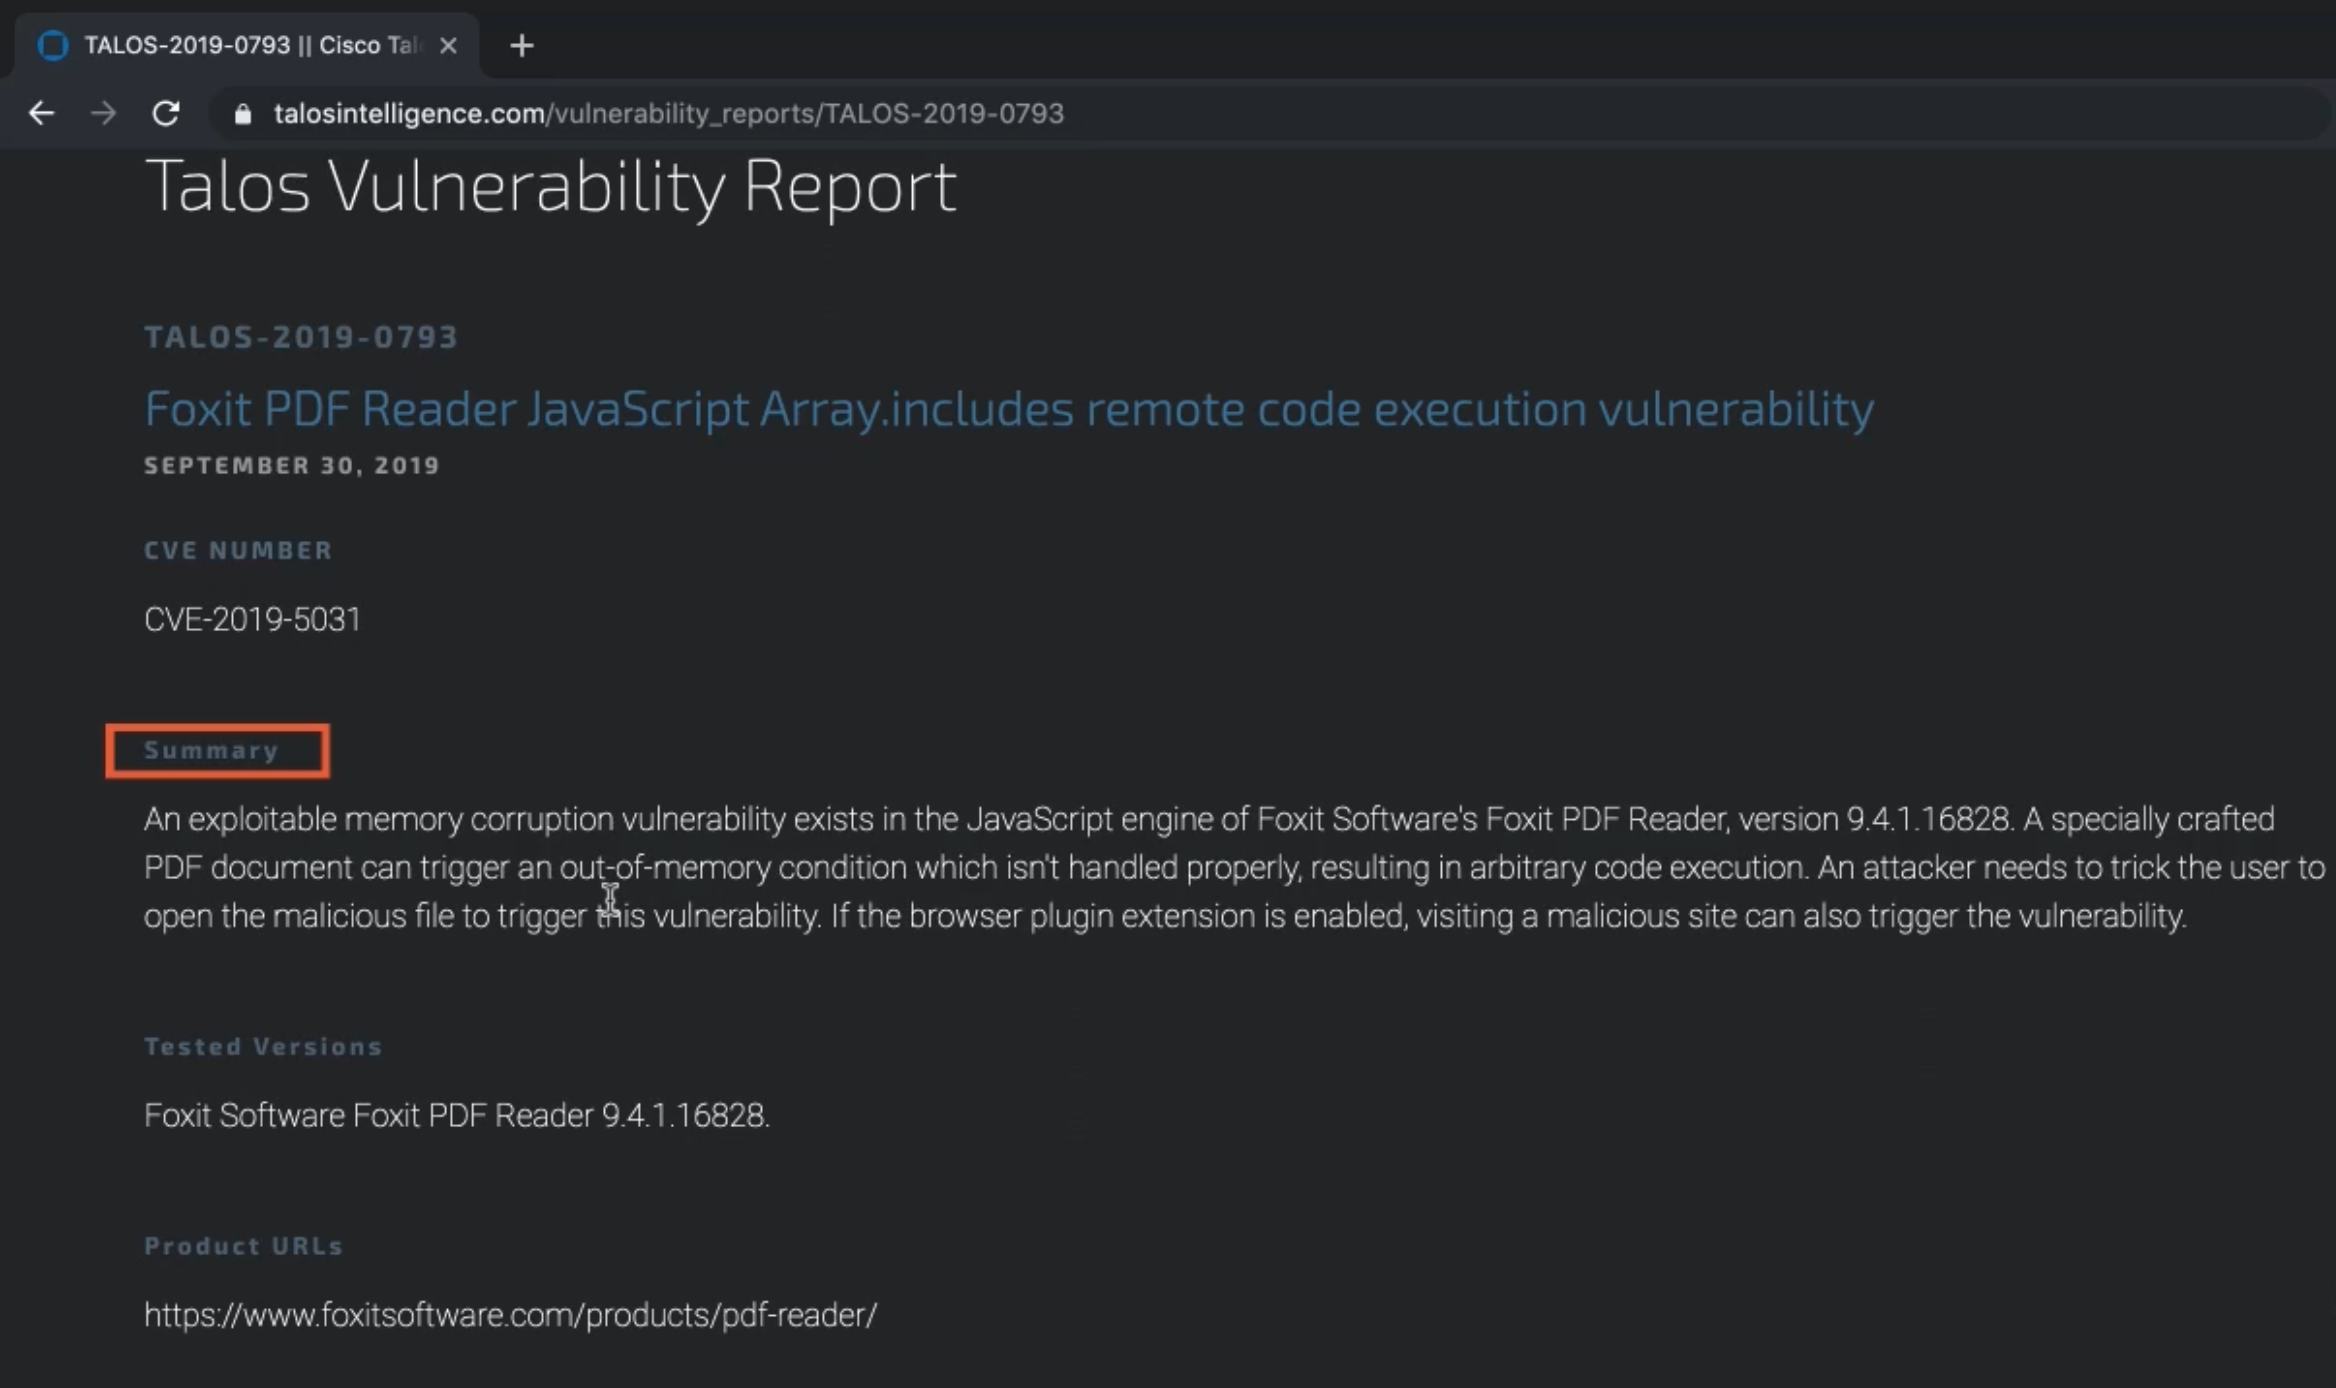 TALOS-2019-0793 || Cisco Tal
talosintelligence.com/vulnerability_reports/TALOS-2019-0793
Talos Vulnerability Report
TALOS-2019-0793
Foxit PDF Reader JavaScript Array.includes remote code execution vulnerability
SEPTEMBER 30, 2019
CVE NUMBER
CVE-2019-5031
Summary
An exploitable memory corruption vulnerability exists in the JavaScript engine of Foxit Software's Foxit PDF Reader, version 9.4.1.16828. A specially crafted
PDF document can trigger an out-of-memory condition which isn't handled properly, resulting in arbitrary code execution. An attacker needs to trick the user to
open the malicious file to trigger this vulnerability. If the browser plugin extension is enabled, visiting a malicious site can also trigger the vulnerability.
Tested Versions
Foxit Software Foxit PDF Reader 9.4.1.16828.
Product URLs
https://www.foxitsoftware.com/products/pdf-reader/